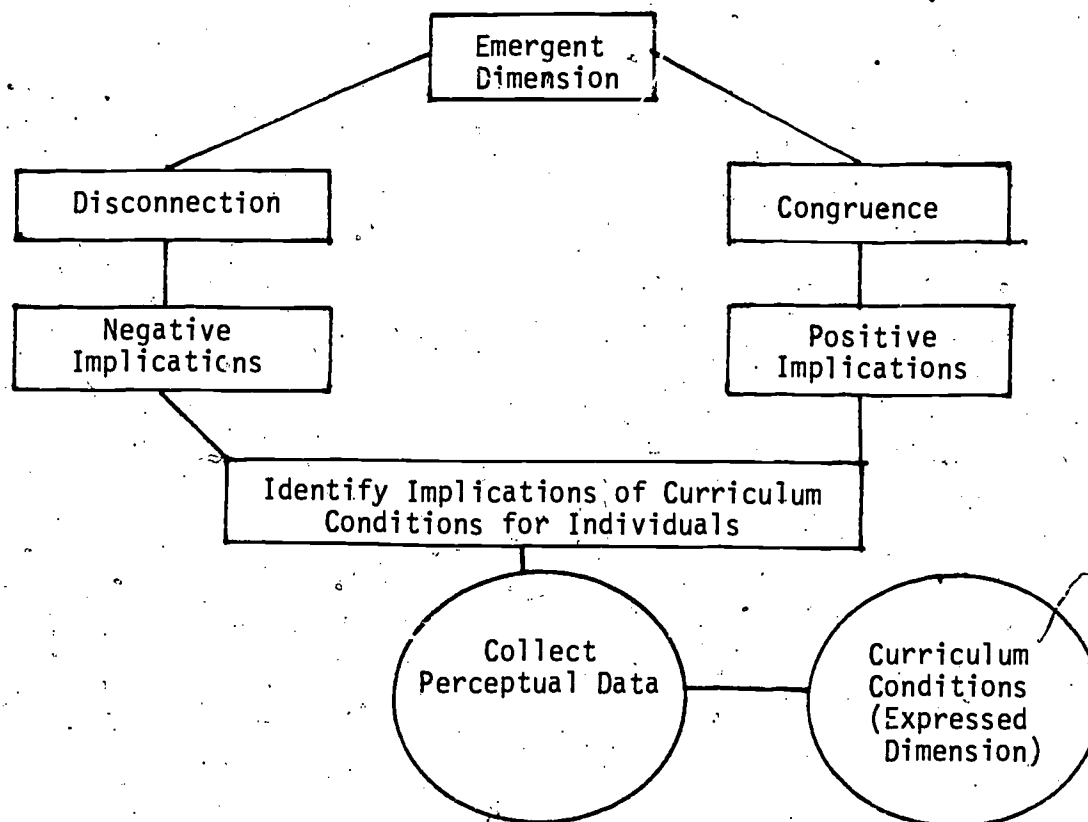 Emergent
Dimension
Disconnection
Congruence
Negative
Implications
Positive
Implications
Identify Implications of Curriculum
Conditions for Individuals
Collect
Perceptual Data
Curriculum
Conditions
(Expressed
Dimension)